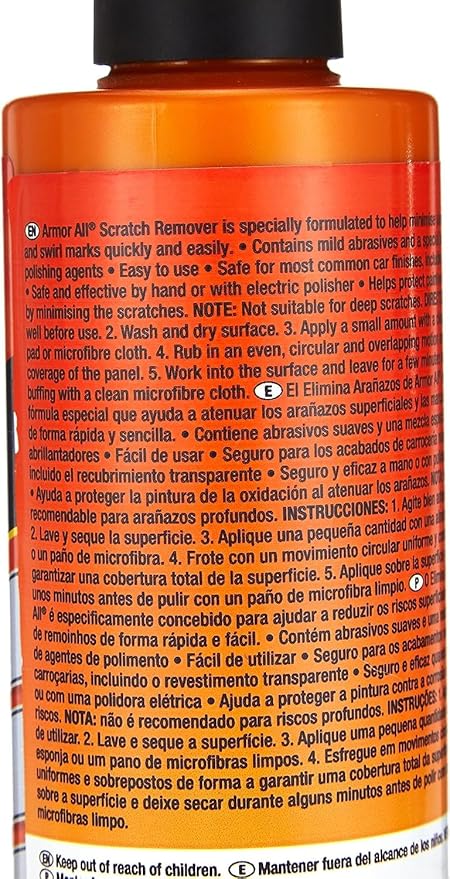 EN Armor All® Scratch Remover is specially formulated to help minimise
and swirl marks quickly and easily. • Contains mild abrasives and a
polishing agents • Easy to use • Safe for most common car finishes,
• Safe and effective by hand or with electric polisher • Helps protect
by minimising the scratches. NOTE: Not suitable for deep scratches.
well before use. 2. Wash and dry surface. 3. Apply a small amount with a
pad or microfibre cloth. 4. Rub in an even, circular and overlapping
coverage of the panel. 5. Work into the surface and leave for a few minutes
buffing with a clean microfibre cloth. E El Elimina Arañazos de Armor
fórmula especial que ayuda a atenuar los arañazos superficiales y las
de forma rápida y sencilla. • Contiene abrasivos suaves y una mezcla
abrillantadores • Fácil de usar • Seguro para los acabados de carrocería
incluido el recubrimiento transparente • Seguro y eficaz a mano o con
• Ayuda a proteger la pintura de la oxidación al atenuar los arañazos.
recomendable para arañazos profundos. INSTRUCCIONES: 1. Agite bien
2. Lave y seque la superficie. 3. Aplique una pequeña cantidad con una
o un paño de microfibra. 4. Frote con un movimiento circular uniforme y
garantizar una cobertura total de la superficie. 5. Aplique sobre la
unos minutos antes de pulir con un paño de microfibra limpio. P O
All® é especificamente concebido para ajudar a reduzir os riscos
de remoinhos de forma rápida e fácil. • Contém abrasivos suaves e uma
de agentes de polimento • Fácil de utilizar • Seguro para os acabamentos
carroçarias, incluindo o revestimento transparente • Seguro e eficaz
ou com uma polidora elétrica • Ajuda a proteger a pintura contra a
riscos. NOTA: não é recomendado para riscos profundos. INSTRUÇÕES: 1.
de utilizar. 2. Lave e seque a superfície. 3. Aplique uma pequena
esponja ou um pano de microfibras limpos. 4. Esfregue em movimentos
uniformes e sobrepostos de forma a garantir uma cobertura total da
sobre a superfície e deixe secar durante alguns minutos antes de polir
microfibras limpo.
EN Keep out of reach of children. E Mantener fuera del alcance de los niños.